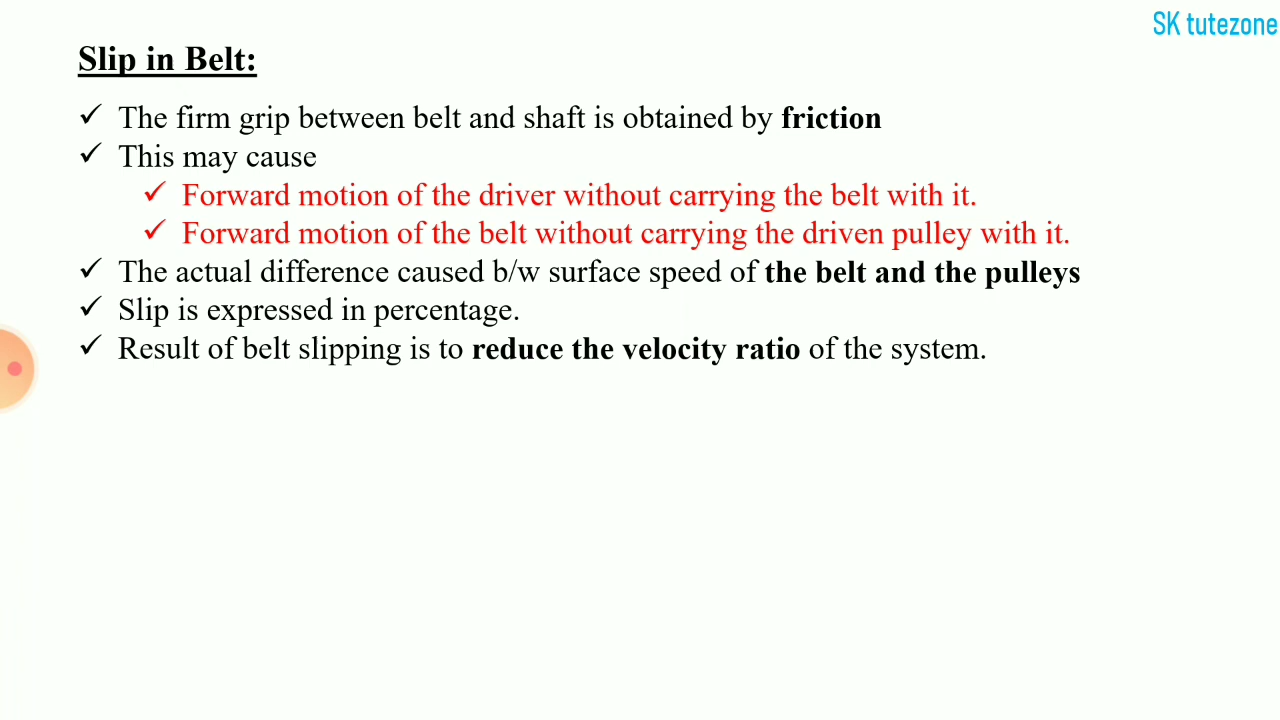 SK tutezone
Slip in Belt:
✓ The firm grip between belt and shaft is obtained by friction
✓ This may cause
✓ Forward motion of the driver without carrying the belt with it.
✓ Forward motion of the belt without carrying the driven pulley with it.
✓ The actual difference caused b/w surface speed of the belt and the pulleys
✓ Slip is expressed in percentage.
✓ Result of belt slipping is to reduce the velocity ratio of the system.